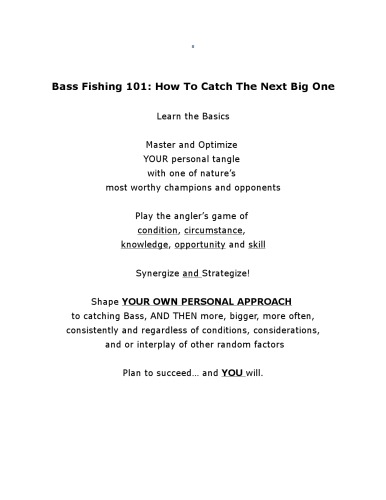 Bass Fishing 101: How To Catch The Next Big One
Learn the Basics
Master and Optimize
YOUR personal tangle
with one of nature's
most worthy champions and opponents
Play the angler's game of
condition, circumstance,
knowledge, opportunity and skill
Synergize and Strategize!
Shape YOUR OWN PERSONAL APPROACH
to catching Bass, AND THEN more, bigger, more often,
consistently and regardless of conditions, considerations,
and or interplay of other random factors
Plan to succeed... and YOU will.